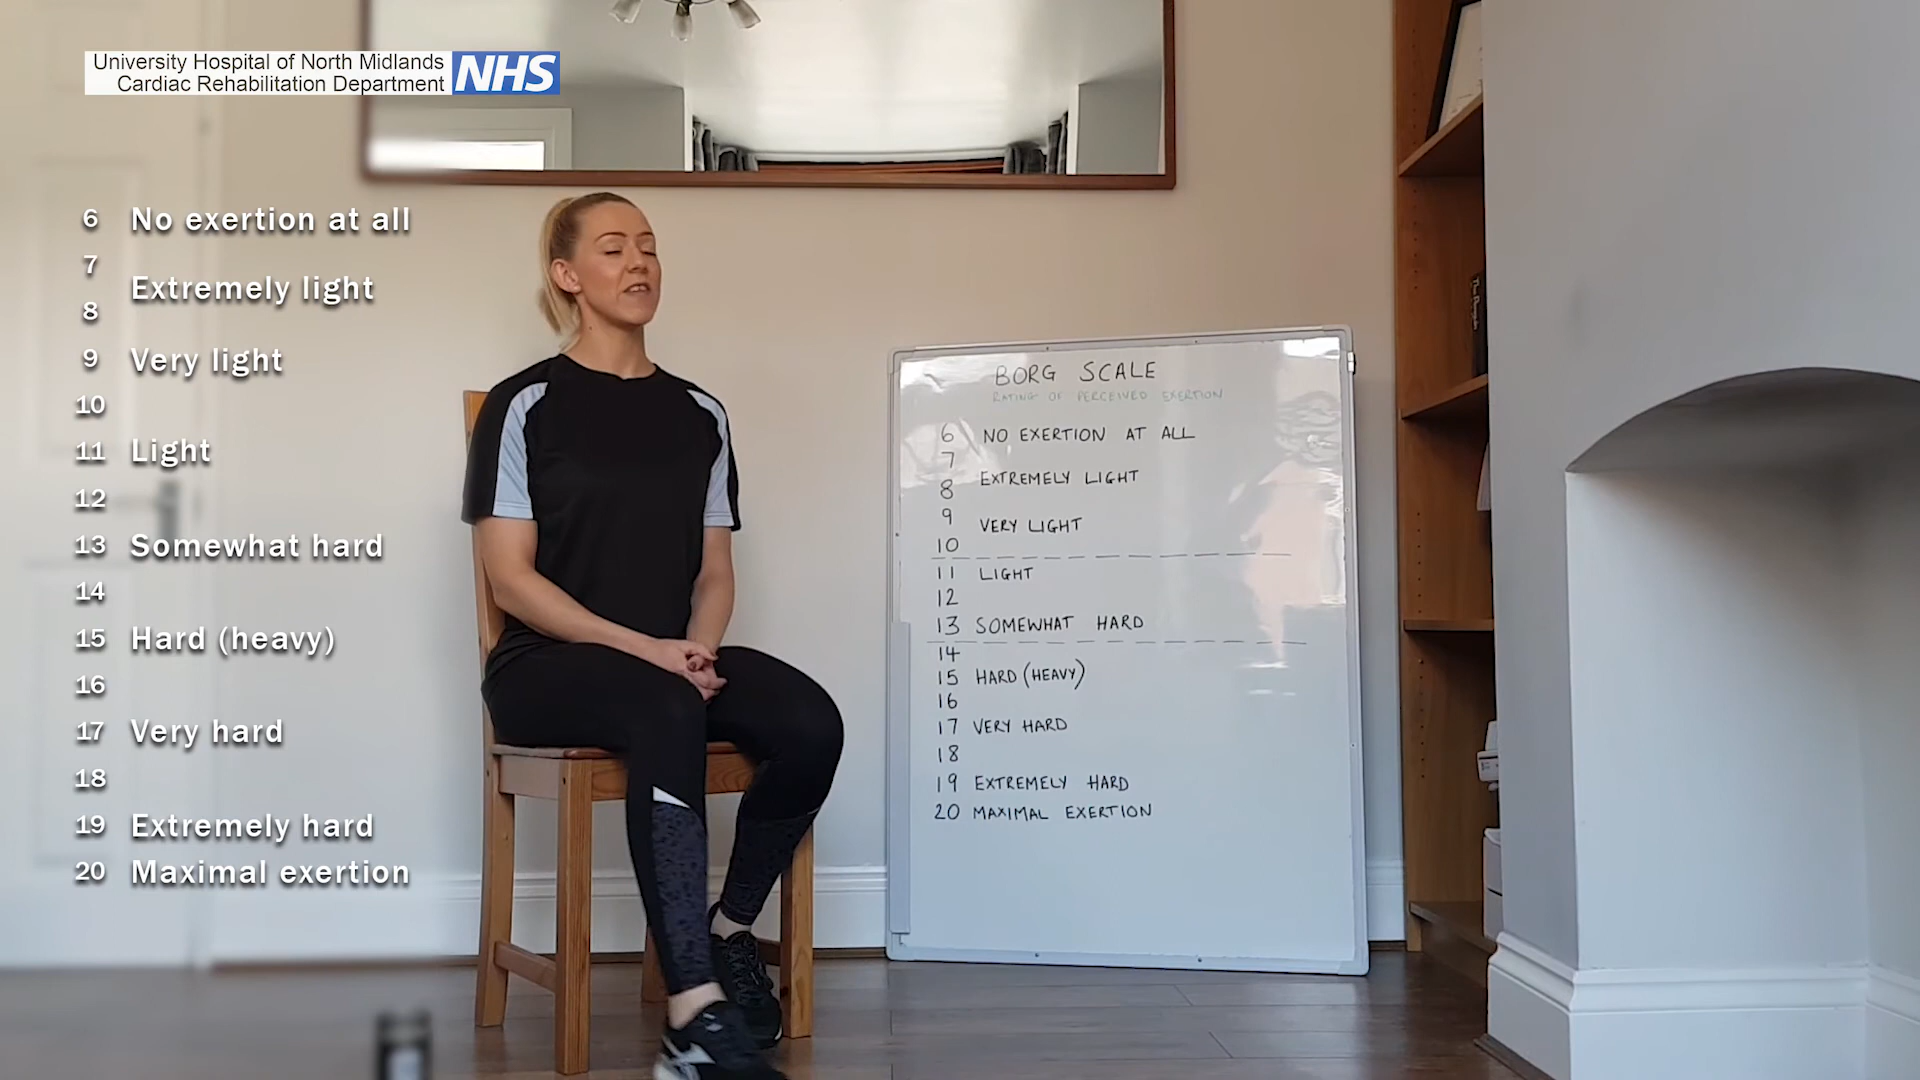 University Hospital of North Midlands
Cardiac Rehabilitation Department
NHS
6 No exertion at all
7
Extremely light
8
9 Very light
10
11 Light
12
13 Somewhat hard
14
15 Hard (heavy)
16
17 Very hard
18
19 Extremely hard
20 Maximal exertion
BORG SCALE
RATING OF PERCEIVED EXERTION
6 NO EXERTION AT ALL
7
EXTREMELY LIGHT
8
9
VERY LIGHT
10
11 LIGHT
12
13 SOMEWHAT HARD
14
15 HARD (HEAVY)
16
17 VERY HARD
18
19 EXTREMELY HARD
20 MAXIMAL EXERTION